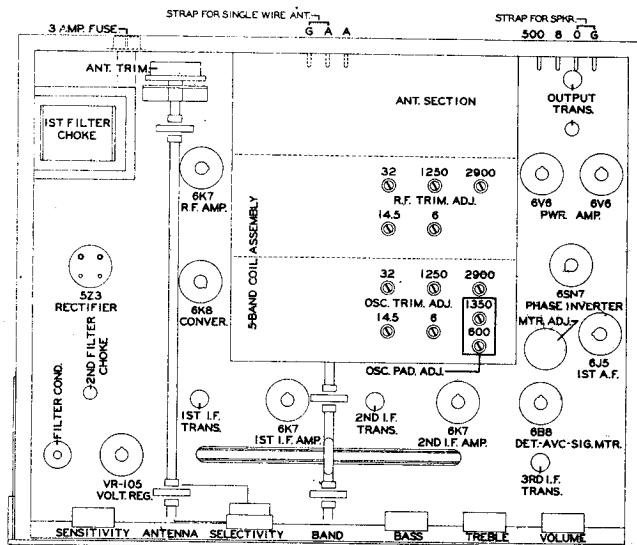 STRAP FOR SINGLE WIRE ANT.
G A A
STRAP FOR SPKR.
500 8 0 G
3 AMP. FUSE
ANT. TRIM
1ST FILTER
CHOKE
ANT. SECTION
OUTPUT
TRANS.
5-BAND COIL ASSEMBLY
32 1250 2900
R.F. TRIM. ADJ.
14.5 6
6K7
R.F. AMP.
6V6 6V6
PWR. AMP.
5Z3
RECTIFIER
6K8
CONVER.
32 1250 2900
OSC. TRIM. ADJ.
14.5 6
1350
600
OSC. PAD. ADJ.
6SN7
PHASE INVERTER
MTR. ADJ.
6J5
1ST A.F.
FILTER COND.
2ND FILTER
CHOKE
1ST I.F.
TRANS.
6K7
1ST I.F. AMP.
2ND I.F.
TRANS.
6K7
2ND I.F. AMP.
6B8
DET.-AVC-SIG. MTR.
VR-105
VOLT. REG.
3RD I.F.
TRANS.
SENSITIVITY ANTENNA SELECTIVITY BAND BASS TREBLE VOLUME